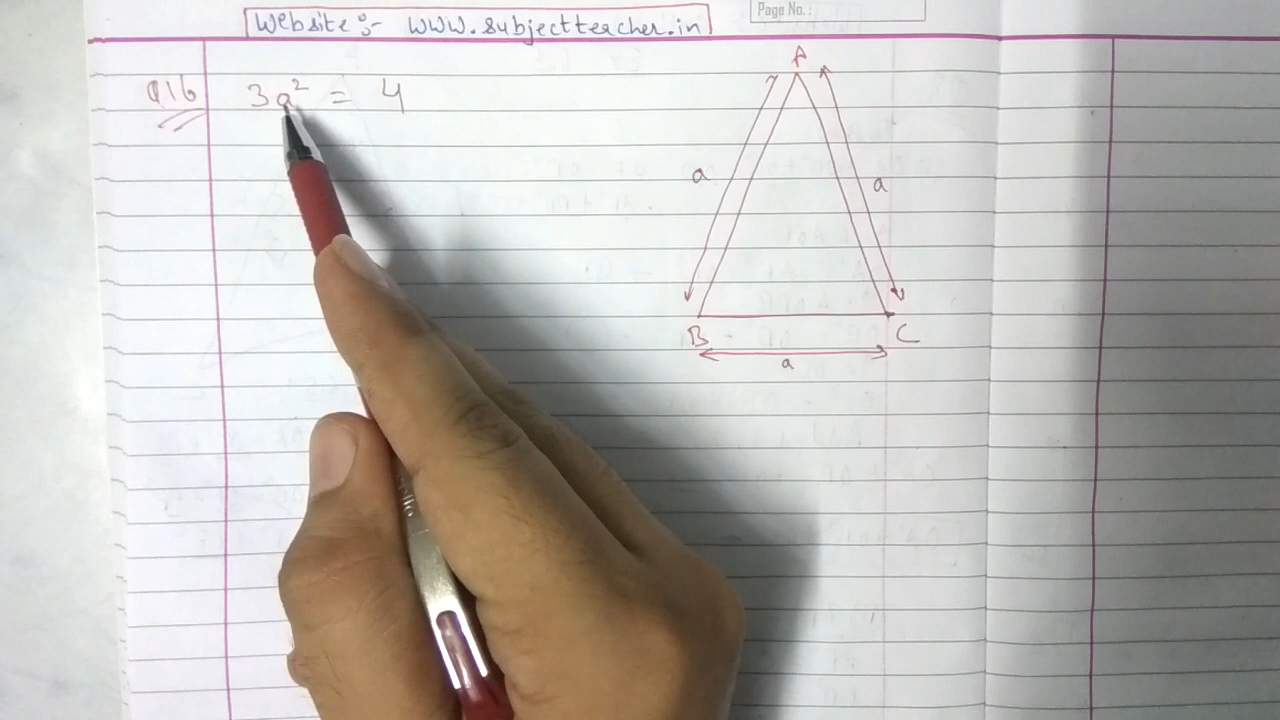 Page No. :
Website :- www.subjectteacher.in
Q16 3a² = 4
A
a a
B C
a